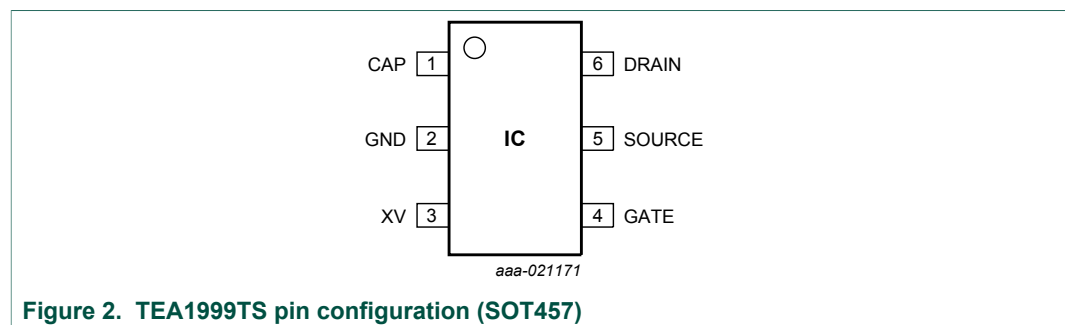 CAP 1 6 DRAIN
GND 2 IC 5 SOURCE
XV 3 4 GATE
aaa-021171
Figure 2. TEA1999TS pin configuration (SOT457)